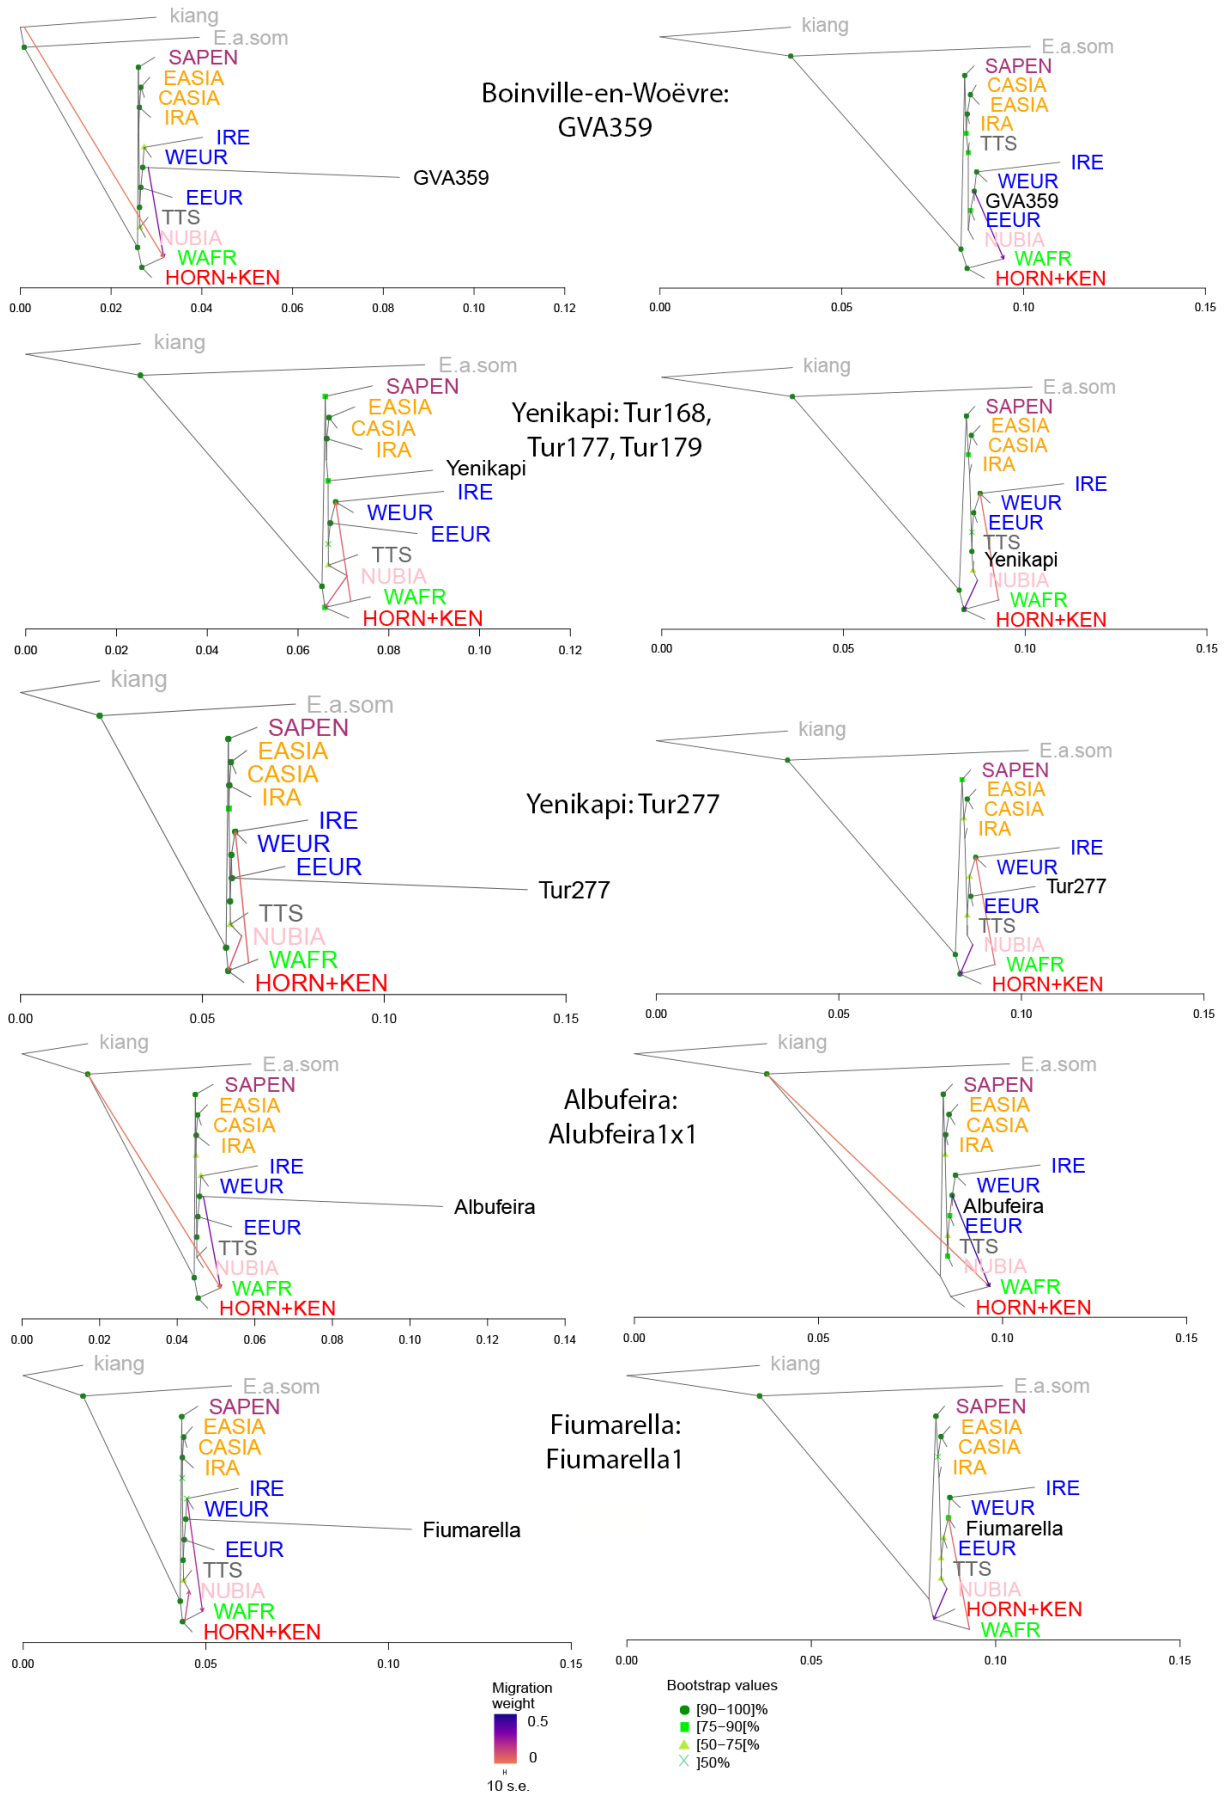 kiang
E.a.som
SAPEN
EASIA
CASIA
IRA
IRE
WEUR
GVA359
EEUR
TTS
NUBIA
WAFR
HORN+KEN
0.00 0.02 0.04 0.06 0.08 0.10 0.12
Boinville-en-Woëvre:
GVA359
kiang
E.a.som
SAPEN
CASIA
EASIA
IRA
TTS
IRE
WEUR
GVA359
EEUR
NUBIA
WAFR
HORN+KEN
0.00 0.05 0.10 0.15
kiang
E.a.som
SAPEN
EASIA
CASIA
IRA
Yenikapi
IRE
WEUR
EEUR
TTS
NUBIA
WAFR
HORN+KEN
0.00 0.02 0.04 0.06 0.08 0.10 0.12
Yenikapi: Tur168,
Tur177, Tur179
kiang
E.a.som
SAPEN
EASIA
CASIA
IRA
IRE
WEUR
EEUR
TTS
Yenikapi
NUBIA
WAFR
HORN+KEN
0.00 0.05 0.10 0.15
kiang
E.a.som
SAPEN
EASIA
CASIA
IRA
IRE
WEUR
EEUR
Tur277
TTS
NUBIA
WAFR
HORN+KEN
0.00 0.05 0.10 0.15
Yenikapi: Tur277
kiang
E.a.som
SAPEN
EASIA
CASIA
IRA
IRE
WEUR
Tur277
EEUR
TTS
NUBIA
WAFR
HORN+KEN
0.00 0.05 0.10 0.15
kiang
E.a.som
SAPEN
EASIA
CASIA
IRA
IRE
WEUR
Albufeira
EEUR
TTS
NUBIA
WAFR
HORN+KEN
0.00 0.02 0.04 0.06 0.08 0.10 0.12 0.14
Albufeira:
Alubfeira1x1
kiang
E.a.som
SAPEN
EASIA
CASIA
IRA
IRE
WEUR
Albufeira
EEUR
TTS
NUBIA
WAFR
HORN+KEN
0.00 0.05 0.10 0.15
kiang
E.a.som
SAPEN
EASIA
CASIA
IRA
IRE
WEUR
Fiumarella
EEUR
TTS
NUBIA
WAFR
HORN+KEN
0.00 0.05 0.10 0.15
Fiumarella:
Fiumarella1
kiang
E.a.som
SAPEN
EASIA
CASIA
IRA
IRE
WEUR
Fiumarella
EEUR
TTS
NUBIA
HORN+KEN
WAFR
0.00 0.05 0.10 0.15
Migration
weight
0.5
0
10 s.e.
Bootstrap values
[90−100]%
[75−90[%
[50−75[%
]50%